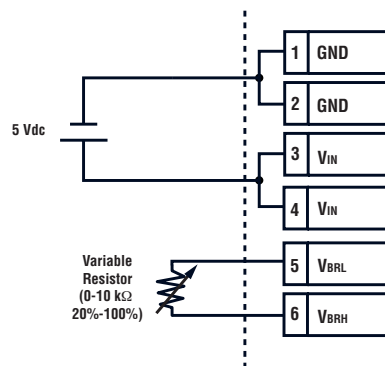 1 GND
2 GND
5 Vdc
3 VIN
4 VIN
Variable
Resistor
(0-10 kΩ
20%-100%)
5 VBRL
6 VBRH